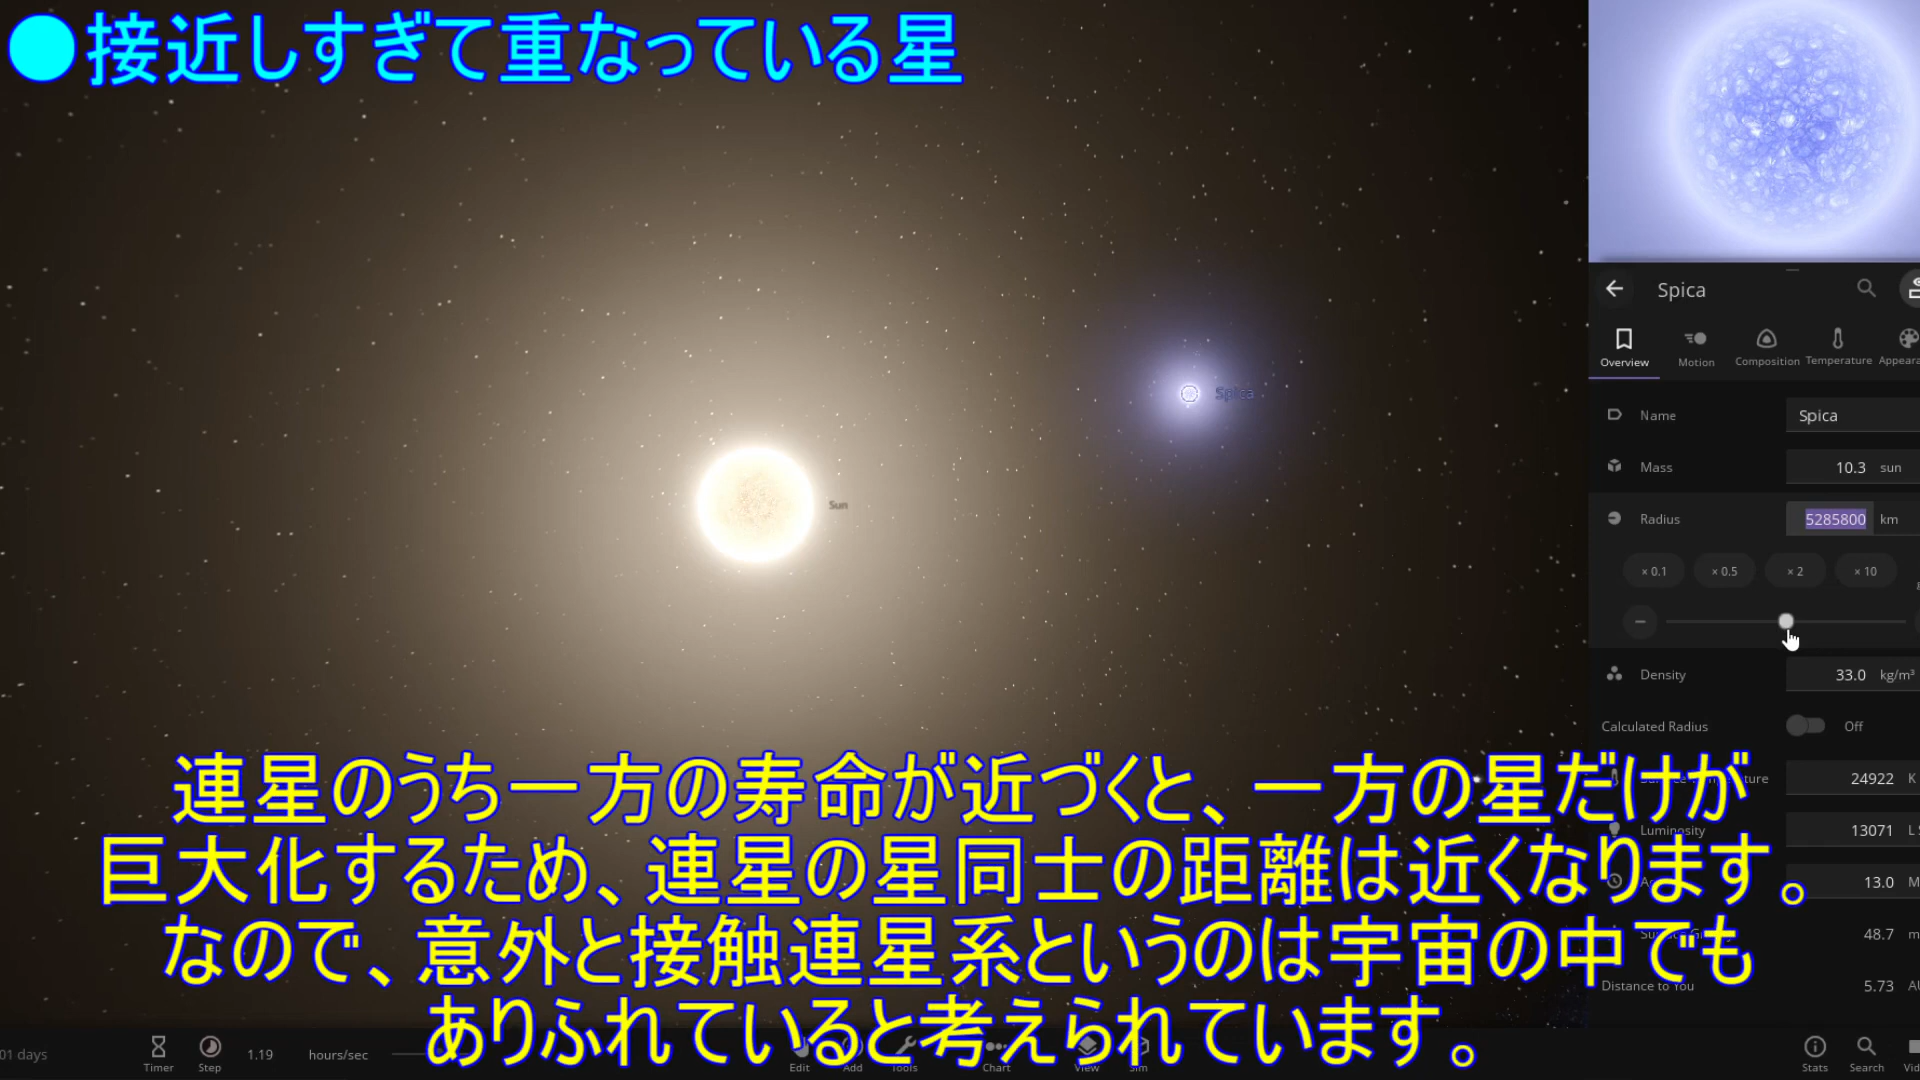 ●接近しすぎて重なっている星
Spica
Sun
Spica
Overview
Motion
Composition
Temperature
Name
Spica
Mass
10.3 sun
Radius
5285800 km
× 0.1
× 0.5
× 2
× 10
Density
33.0 kg/m³
Calculated Radius
Off
連星のうち一方の寿命が近づくと、一方の星だけが
24922 K
巨大化するため、連星の星同士の距離は近くなります。
Luminosity
13071
13.0
なので、意外と接触連星系というのは宇宙の中でも
48.7
Distance to You
5.73
ありふれていると考えられています。
01 days
Timer
Step
1.19 hours/sec
Edit
Add
Tools
Chart
View
Sim
Stats
Search